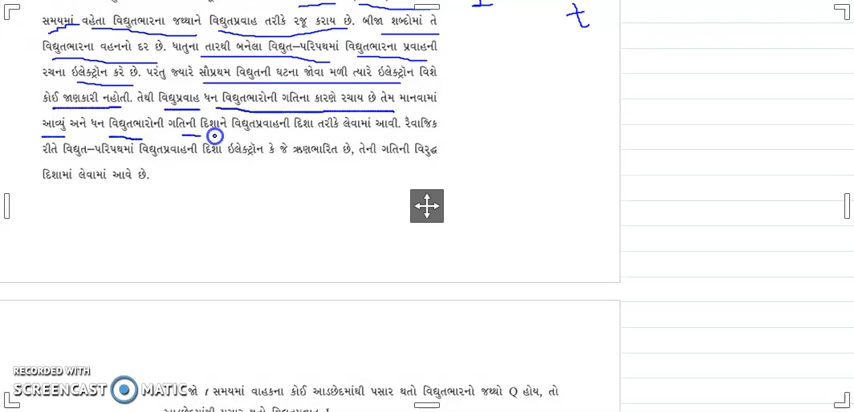 t
સમયમાં વહેતા વિદ્યુતભારના જથ્થાને વિદ્યુતપ્રવાહ તરીકે રજૂ કરાય છે. બીજા શબ્દોમાં તે
વિદ્યુતભારના વહનનો દર છે. ધાતુના તારથી બનેલા વિદ્યુત-પરિપથમાં વિદ્યુતભારના પ્રવાહની
રચના ઇલેક્ટ્રૉન કરે છે. પરંતુ જ્યારે સૌપ્રથમ વિદ્યુતની ઘટના જોવા મળી ત્યારે ઇલેક્ટ્રૉન વિશે
કોઈ જાણકારી નહોતી. તેથી વિદ્યુપ્રવાહ ધન વિદ્યુતભારોની ગતિના કારણે રચાય છે તેમ માનવામાં
આવ્યું અને ધન વિદ્યુતભારોની ગતિની દિશાને વિદ્યુતપ્રવાહની દિશા તરીકે લેવામાં આવી. રૈવાજિક
રીતે વિદ્યુત-પરિપથમાં વિદ્યુતપ્રવાહની દિશા ઇલેક્ટ્રૉન કે જે ઋણભારિત છે, તેની ગતિની વિરુદ્ધ
દિશામાં લેવામાં આવે છે.
RECORDED WITH
SCREENCAST MATIC
જો t સમયમાં વાહકના કોઈ આડછેદમાંથી પસાર થતો વિદ્યુતભારનો જથ્થો Q હોય, તો